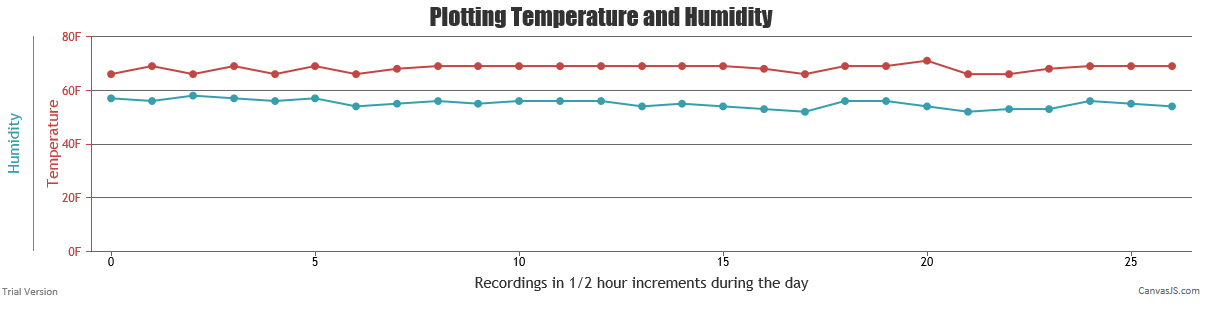 Plotting Temperature and Humidity
Humidity
Temperature
80F
60F
40F
20F
0F
0 5 10 15 20 25
Recordings in 1/2 hour increments during the day
Trial Version
CanvasJS.com